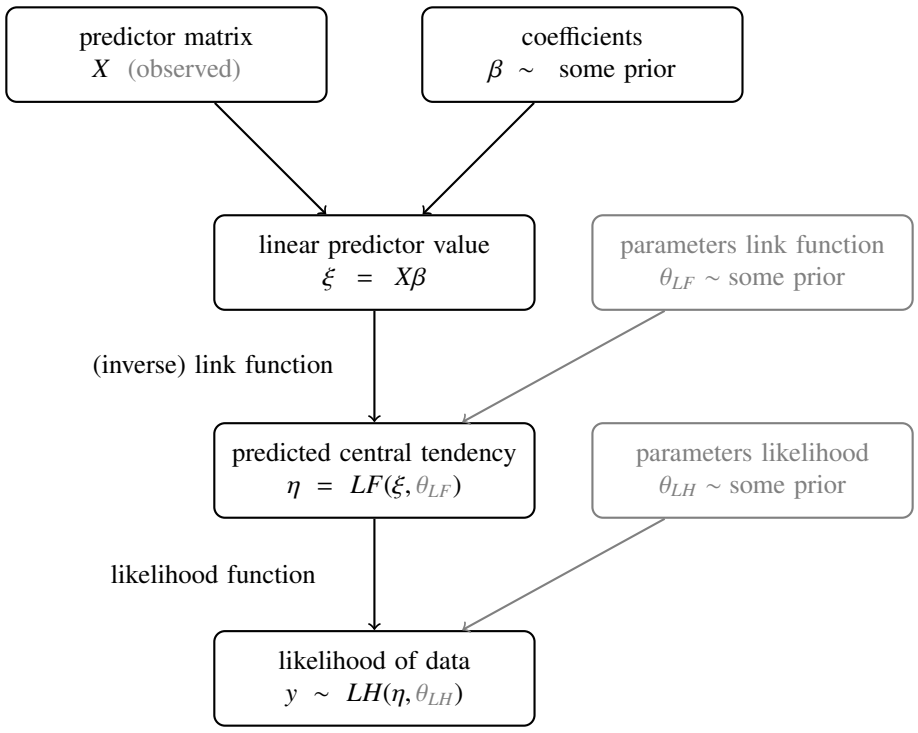 predictor matrix
X (observed)
coefficients
β ∼ some prior
linear predictor value
ξ = Xβ
parameters link function
θ_LF ∼ some prior
(inverse) link function
predicted central tendency
η = LF(ξ, θ_LF)
parameters likelihood
θ_LH ∼ some prior
likelihood function
likelihood of data
y ∼ LH(η, θ_LH)